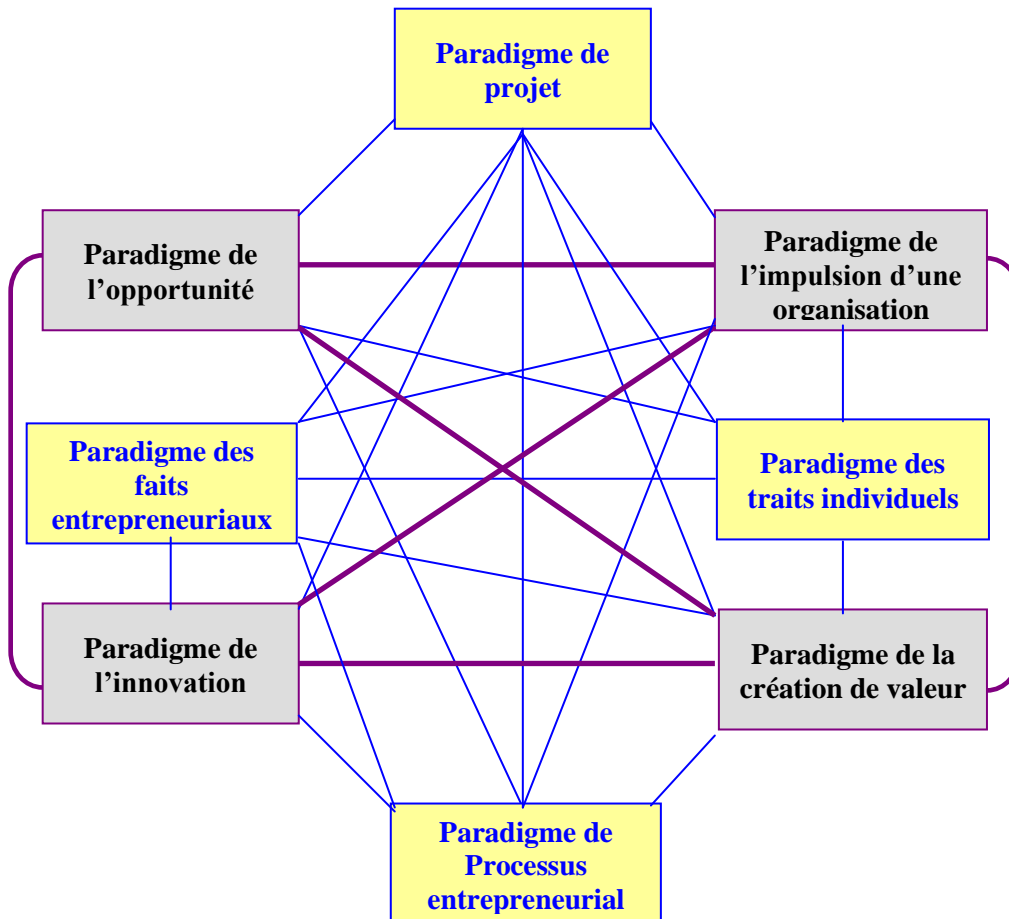 Paradigme de
projet
Paradigme de
l’opportunité
Paradigme de
l’impulsion d’une
organisation
Paradigme des
faits
entrepreneuriaux
Paradigme des
traits individuels
Paradigme de
l’innovation
Paradigme de la
création de valeur
Paradigme de
Processus
entrepreneurial